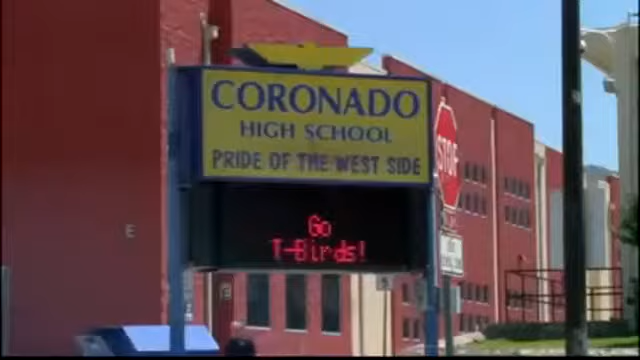 CORONADO
HIGH SCHOOL
PRIDE OF THE WEST SIDE
STOP
Go
T-Birds!
E
E